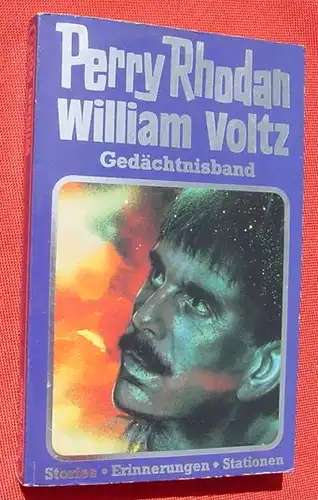 Perry Rhodan
William Voltz
Gedächtnisband
Stories • Erinnerungen • Stationen